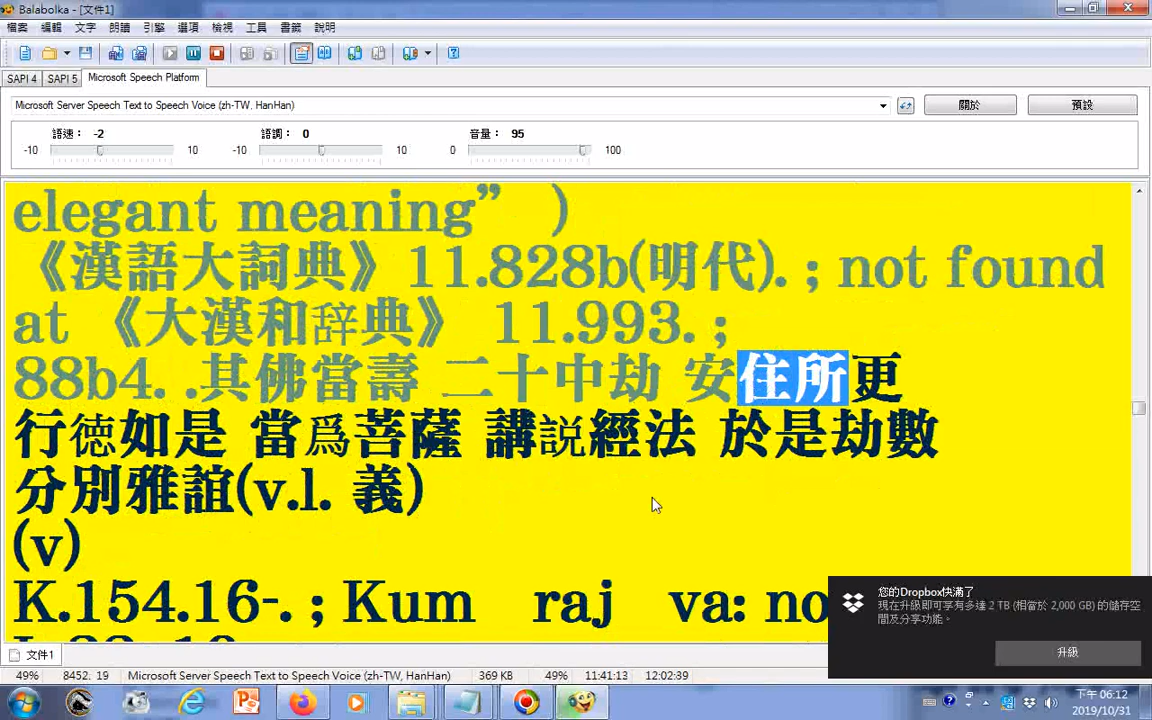 Balabolka - [文件1]
檔案 編輯 文字 朗讀 引擎 選項 檢視 工具 書籤 說明
SAPI 4 SAPI 5 Microsoft Speech Platform
Microsoft Server Speech Text to Speech Voice (zh-TW, HanHan) 關於 預設
語速： -2 語調： 0 音量： 95
-10 10 -10 10 0 100
elegant meaning” )
《漢語大詞典》 11.828b(明代). ; not found
at 《大漢和辞典》 11.993. ;
88b4. .其佛當壽 二十中劫 安住所更
行徳如是 當爲菩薩 講説經法 於是劫數
分別雅誼(v.l. 義)
(v)
K.154.16-. ; Kum raj va: no
您的Dropbox快滿了
現在升級即可享有多達 2 TB (相當於 2,000 GB) 的儲存空
間及分享功能。
升級
文件1
49% 8452. 19 Microsoft Server Speech Text to Speech Voice (zh-TW, HanHan) 369 KB 49% 11:41:13 12:02:39
下午 06:12
2019/10/31